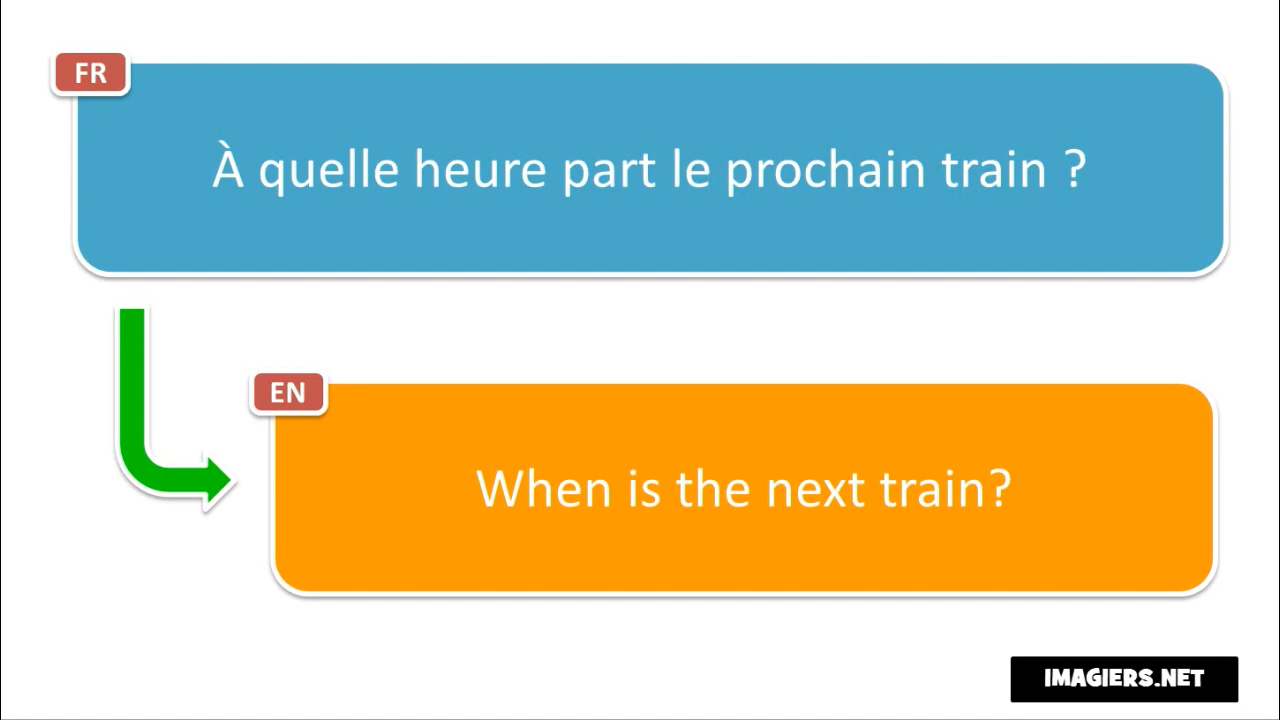 FR
À quelle heure part le prochain train ?
EN
When is the next train?
IMAGIERS.NET